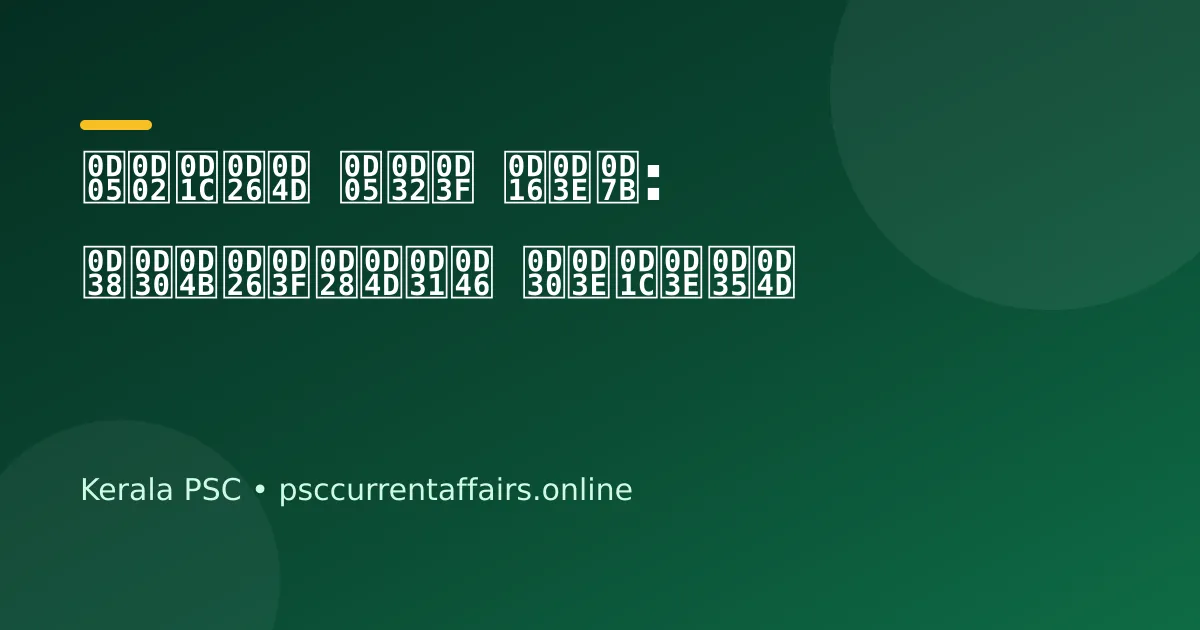 അംജദ് അലി ഖാൻ:
സരോദിന്റെ രാജാവ്
Kerala PSC • psccurrentaffairs.online